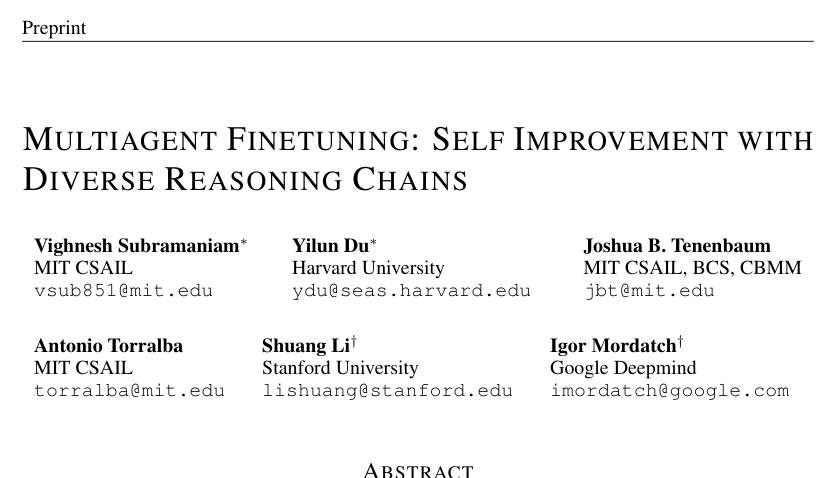 Preprint
MULTIAGENT FINETUNING: SELF IMPROVEMENT WITH
DIVERSE REASONING CHAINS
Vighnesh Subramaniam* Yilun Du* Joshua B. Tenenbaum
MIT CSAIL Harvard University MIT CSAIL, BCS, CBMM
vsub851@mit.edu ydu@seas.harvard.edu jbt@mit.edu
Antonio Torralba Shuang Li† Igor Mordatch†
MIT CSAIL Stanford University Google Deepmind
torralba@mit.edu lishuang@stanford.edu imordatch@google.com
ABSTRACT